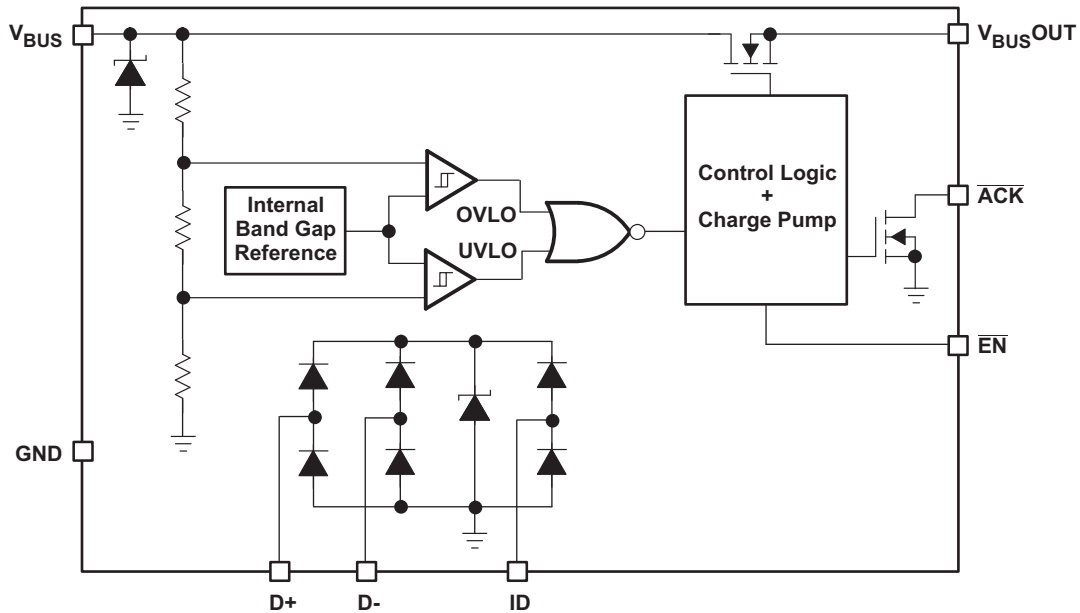 VBUS
VBUSOUT
Internal
Band Gap
Reference
OVLO
UVLO
Control Logic
+
Charge Pump
ACK
EN
GND
D+
D-
ID